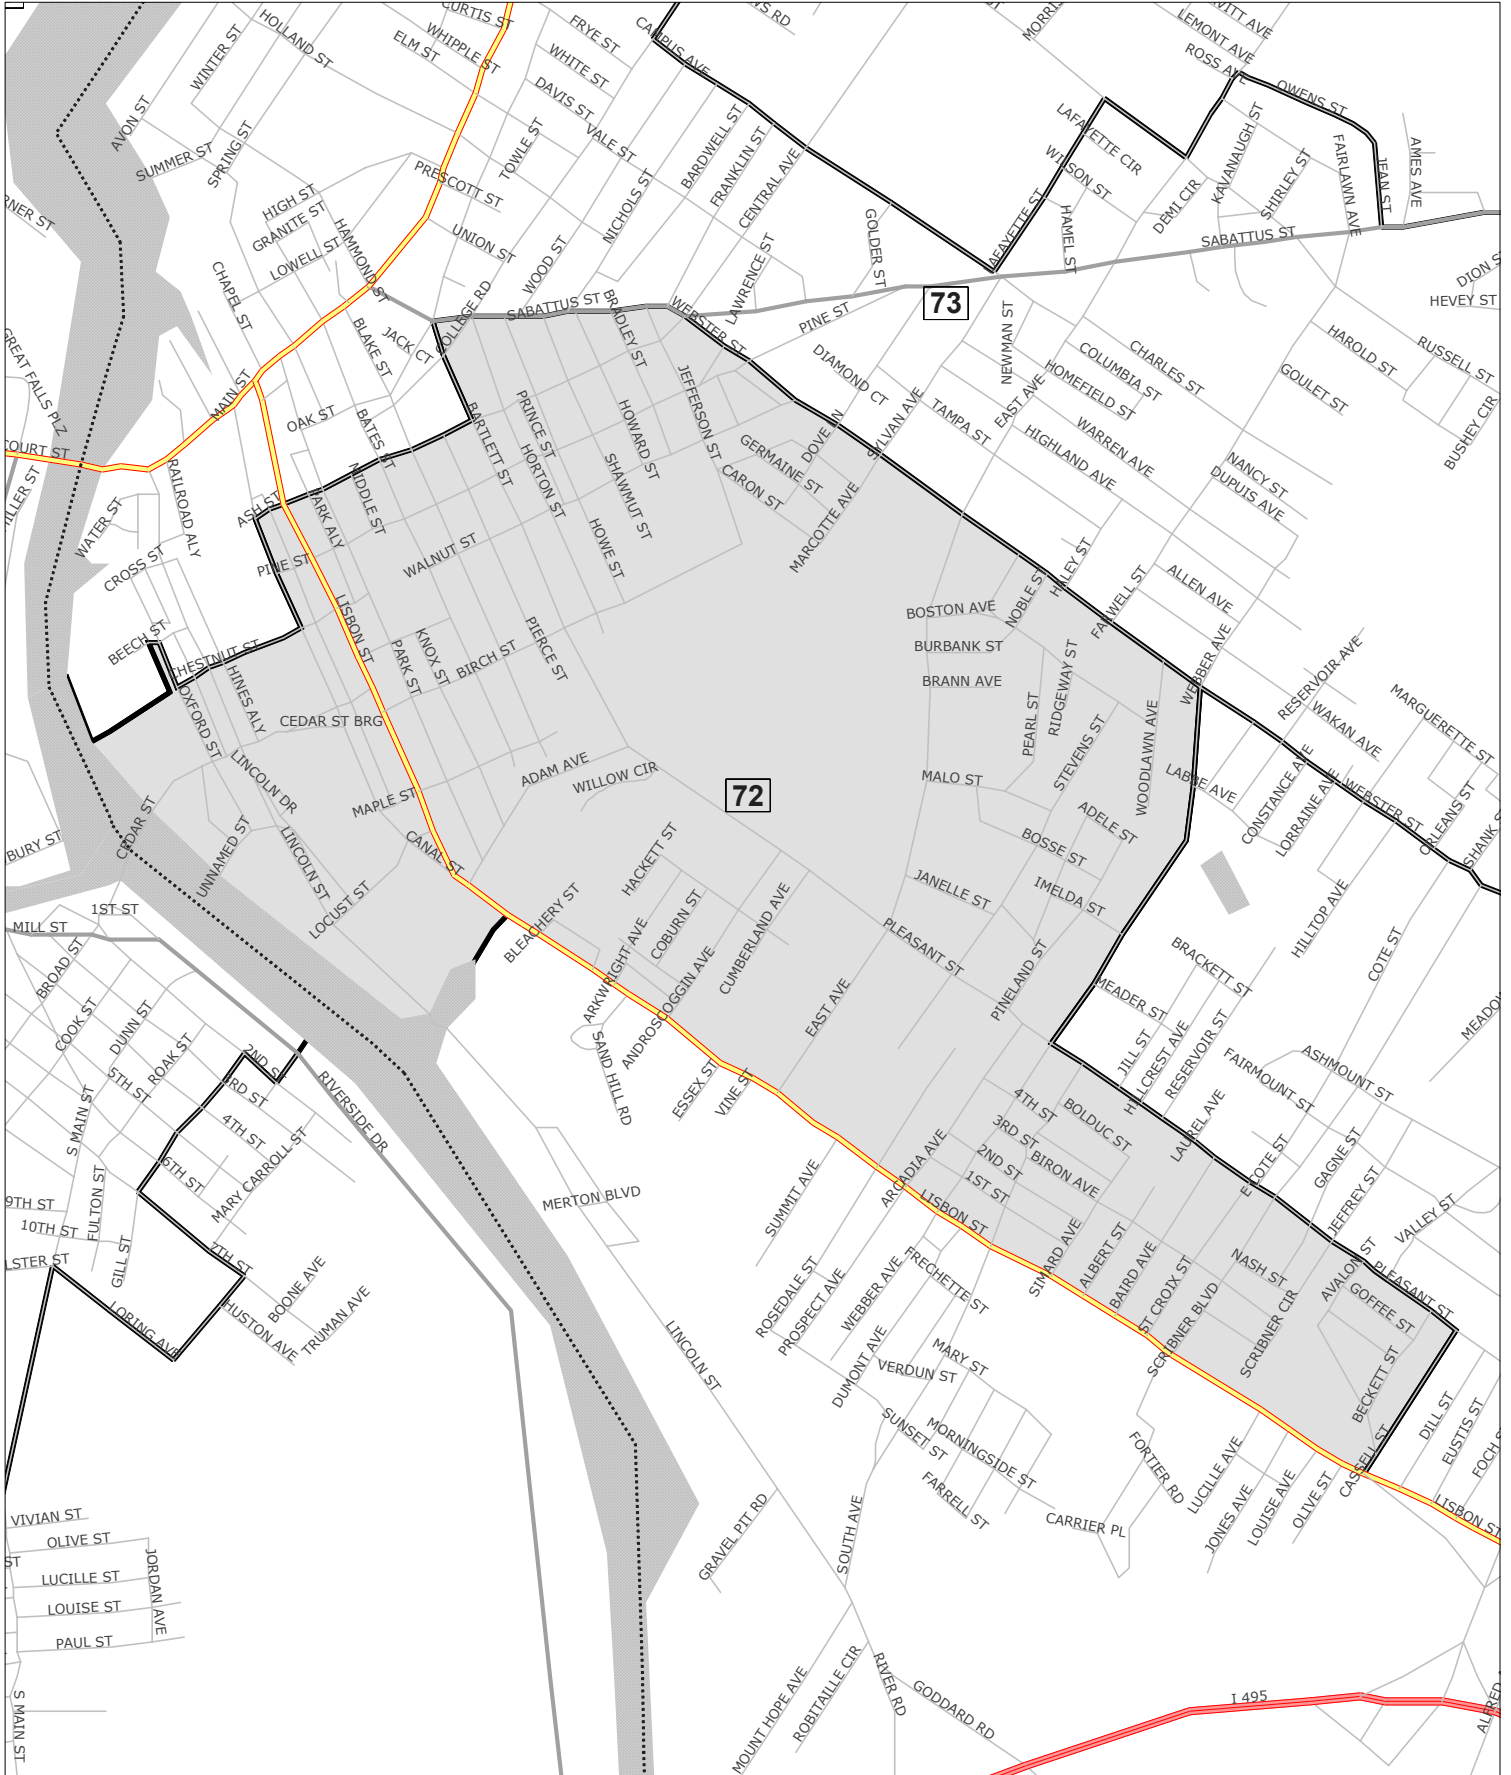 CURTIS ST
WHIPPLE ST
ELM ST
HOLLAND ST
WINTER ST
FRYE ST
WHITE ST
DAVIS ST
VALE ST
CAMPUS AVE
YS RD
LEMONT AVE
ROSS AVE
OWENS ST
AVON ST
SUMMER ST
SPRING ST
TOWLE ST
PRESCOTT ST
BARDWELL ST
FRANKLIN ST
CENTRAL AVE
NICHOLS ST
LAFAYETTE CIR
WILSON ST
KAVANAUGH ST
SHIRLEY ST
FAIRLAWN AVE
JEAN ST
AMES AVE
HIGH ST
GRANITE ST
LOWELL ST
HAMMOND ST
UNION ST
WOOD ST
LAWRENCE ST
GOLDER ST
HAMEL ST
DEMI CIR
SABATTUS ST
HEVEY ST
CHAPEL ST
COLLEGE RD
SABATTUS ST
BRADLEY ST
WEBSTER ST
PINE ST
73
NEWMAN ST
JACK CT
BLAKE ST
GREAT FALLS PLZ
MAIN ST
DIAMOND CT
CHARLES ST
COLUMBIA ST
HOMEFIELD ST
HAROLD ST
RUSSELL ST
GOULET ST
BUSHEY CIR
OAK ST
BATES ST
BARTLETT ST
PRINCE ST
HORTON ST
HOWARD ST
SHAWMUT ST
JEFFERSON ST
GERMAINE ST
CARON ST
SYLVAN AVE
TAMPA ST
EAST AVE
HIGHLAND AVE
WARREN AVE
NANCY ST
DUPUIS AVE
COURT ST
RAILROAD ALY
WATER ST
CROSS ST
ASH ST
PARK ALY
MIDDLE ST
PINE ST
WALNUT ST
HOWE ST
MARCOTTE AVE
HALEY ST
NOBLE ST
FARWELL ST
ALLEN AVE
BOSTON AVE
BURBANK ST
BRANN AVE
BEECH ST
CHESTNUT ST
OXFORD ST
HINES ALY
LISBON ST
PARK ST
KNOX ST
BIRCH ST
PIERCE ST
PEARL ST
RIDGEWAY ST
STEVENS ST
WOODLAWN AVE
WEBBER AVE
RESERVOIR AVE
WAKAN AVE
MARGUERETTE ST
CEDAR ST BRG
LINCOLN DR
ADAM AVE
WILLOW CIR
72
MAPLE ST
MALO ST
ADELE ST
BOSSE ST
LABBE AVE
CONSTANCE AVE
LORRAINE AVE
WEBSTER ST
ORLEANS ST
SHANK S
BURY ST
CEDAR ST
UNNAMED ST
LINCOLN ST
LOCUST ST
CANAL ST
BLEACHERY ST
HACKETT ST
COBURN ST
CUMBERLAND AVE
ARKWRIGHT AVE
ANDROSCOGGIN AVE
JANELLE ST
IMELDA ST
PLEASANT ST
PINELAND ST
HILLTOP AVE
COTE ST
BRACKETT ST
MEADER ST
JILL ST
HILLCREST AVE
RESERVOIR ST
FAIRMOUNT ST
ASHMOUNT ST
1ST ST
MILL ST
BROAD ST
COOK ST
DUNN ST
ROAK ST
5TH ST
2ND ST
3RD ST
4TH ST
6TH ST
MARY CARROLL ST
RIVERSIDE DR
S MAIN ST
FULTON ST
9TH ST
10TH ST
LSTER ST
GILL ST
7TH ST
LORING AVE
HUSTON AVE
BOONE AVE
TRUMAN AVE
EAST AVE
SAND HILL RD
ESSEX ST
VINE ST
4TH ST
3RD ST
2ND ST
1ST ST
BOLDUC ST
BIRON AVE
LAUREL AVE
E COTE ST
GAGNE ST
JEFFREY ST
VALLEY ST
ARCADIA AVE
SUMMIT AVE
LISBON ST
MERTON BLVD
SIMARD AVE
ALBERT ST
BAIRD AVE
ST CROIX ST
SCRIBNER BLVD
NASH ST
SCRIBNER CIR
AVALON ST
GOFFEE ST
PLEASANT ST
ROSEDALE ST
PROSPECT AVE
WEBBER AVE
FRECHETTE ST
DUMONT AVE
VERDUN ST
MARY ST
SUNSET ST
MORNINGSIDE ST
FARRELL ST
CARRIER PL
FORTIER RD
LUCILLE AVE
JONES AVE
LOUISE AVE
OLIVE ST
BECKETT ST
CASSELL ST
DILL ST
EUSTIS ST
LISBON ST
LINCOLN ST
GRAVEL PIT RD
SOUTH AVE
VIVIAN ST
OLIVE ST
LUCILLE ST
LOUISE ST
PAUL ST
JORDAN AVE
S MAIN ST
MOUNT HOPE AVE
ROBITAILLE CIR
RIVER RD
GODDARD RD
I 495